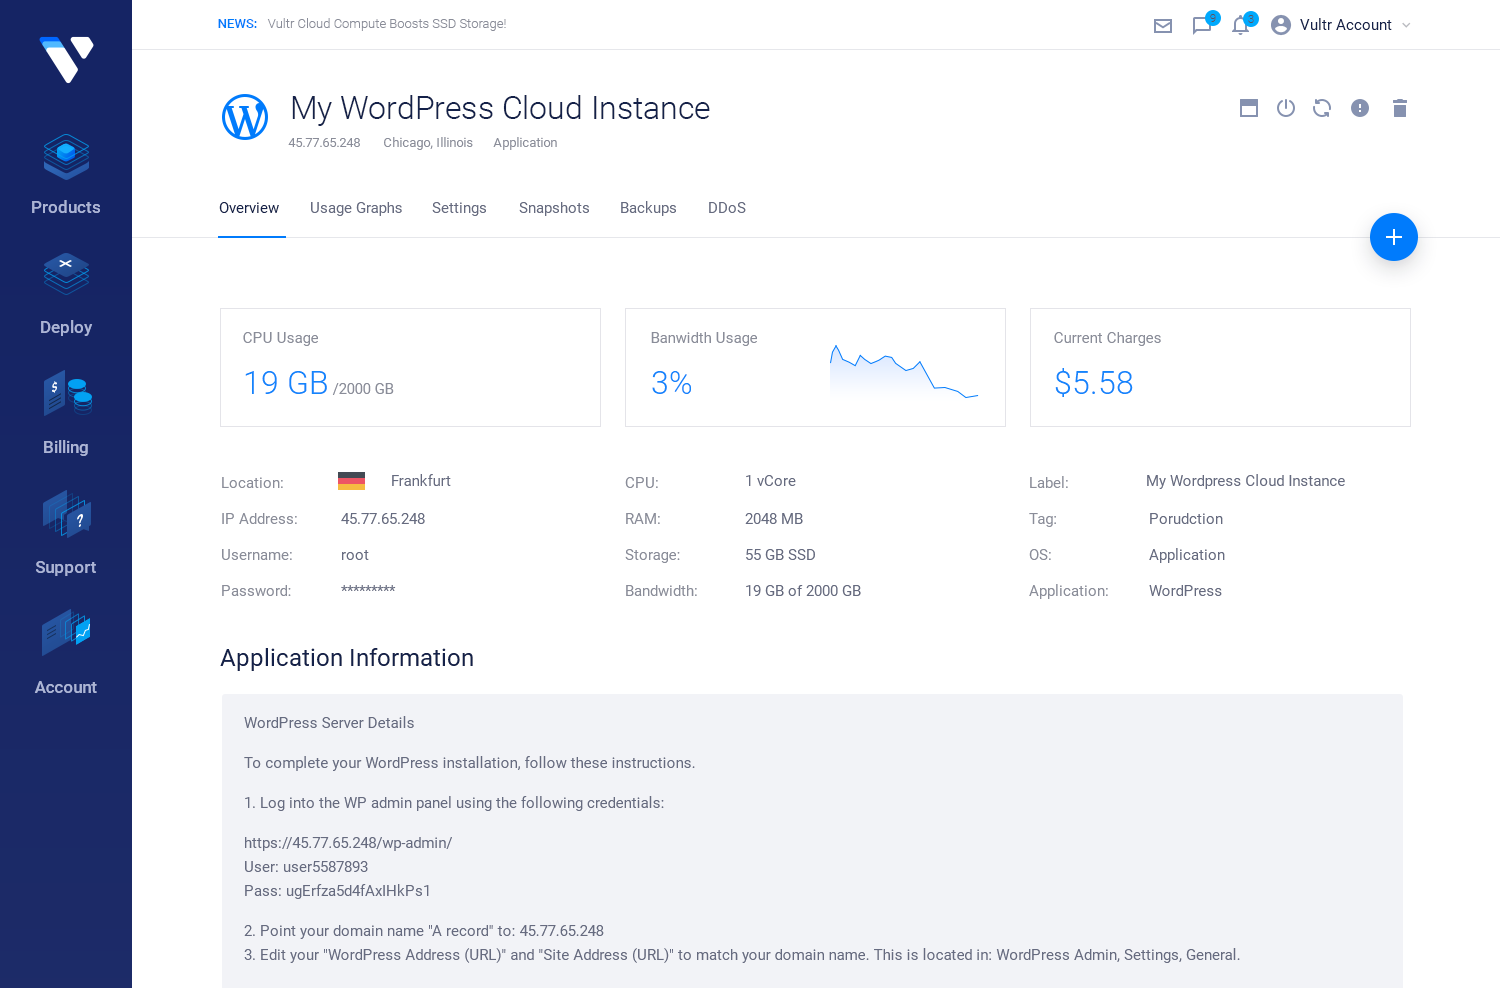 NEWS: Vultr Cloud Compute Boosts SSD Storage!
9
3
Vultr Account
My WordPress Cloud Instance
45.77.65.248 Chicago, Illinois Application
Overview Usage Graphs Settings Snapshots Backups DDoS
Products
Deploy
$
Billing
?
Support
Account
CPU Usage
19 GB /2000 GB
Banwidth Usage
3%
Current Charges
$5.58
Location: Frankfurt
IP Address: 45.77.65.248
Username: root
Password: *********
CPU: 1 vCore
RAM: 2048 MB
Storage: 55 GB SSD
Bandwidth: 19 GB of 2000 GB
Label: My Wordpress Cloud Instance
Tag: Porudction
OS: Application
Application: WordPress
Application Information
WordPress Server Details
To complete your WordPress installation, follow these instructions.
1. Log into the WP admin panel using the following credentials:
https://45.77.65.248/wp-admin/
User: user5587893
Pass: ugErfza5d4fAxIHkPs1
2. Point your domain name "A record" to: 45.77.65.248
3. Edit your "WordPress Address (URL)" and "Site Address (URL)" to match your domain name. This is located in: WordPress Admin, Settings, General.